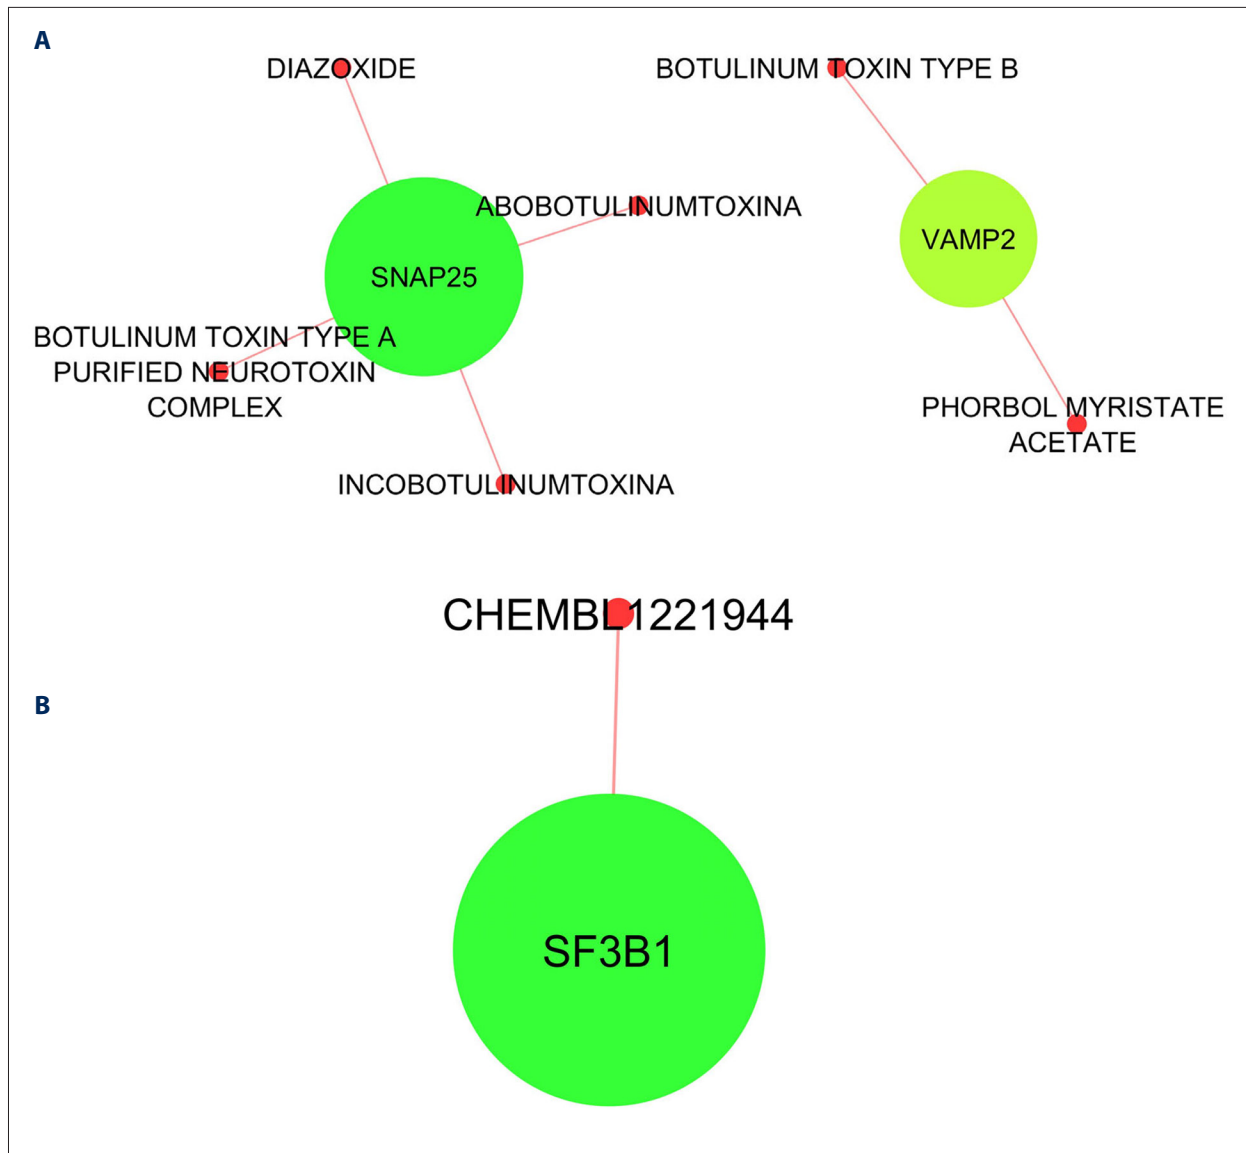 A
DIAZOXIDE
BOTULINUM TOXIN TYPE B
ABOBOTULINUMTOXINA
VAMP2
SNAP25
BOTULINUM TOXIN TYPE A
PURIFIED NEUROTOXIN
COMPLEX
PHORBOL MYRISTATE
ACETATE
INCOBOTULINUMTOXINA
CHEMBL1221944
B
SF3B1